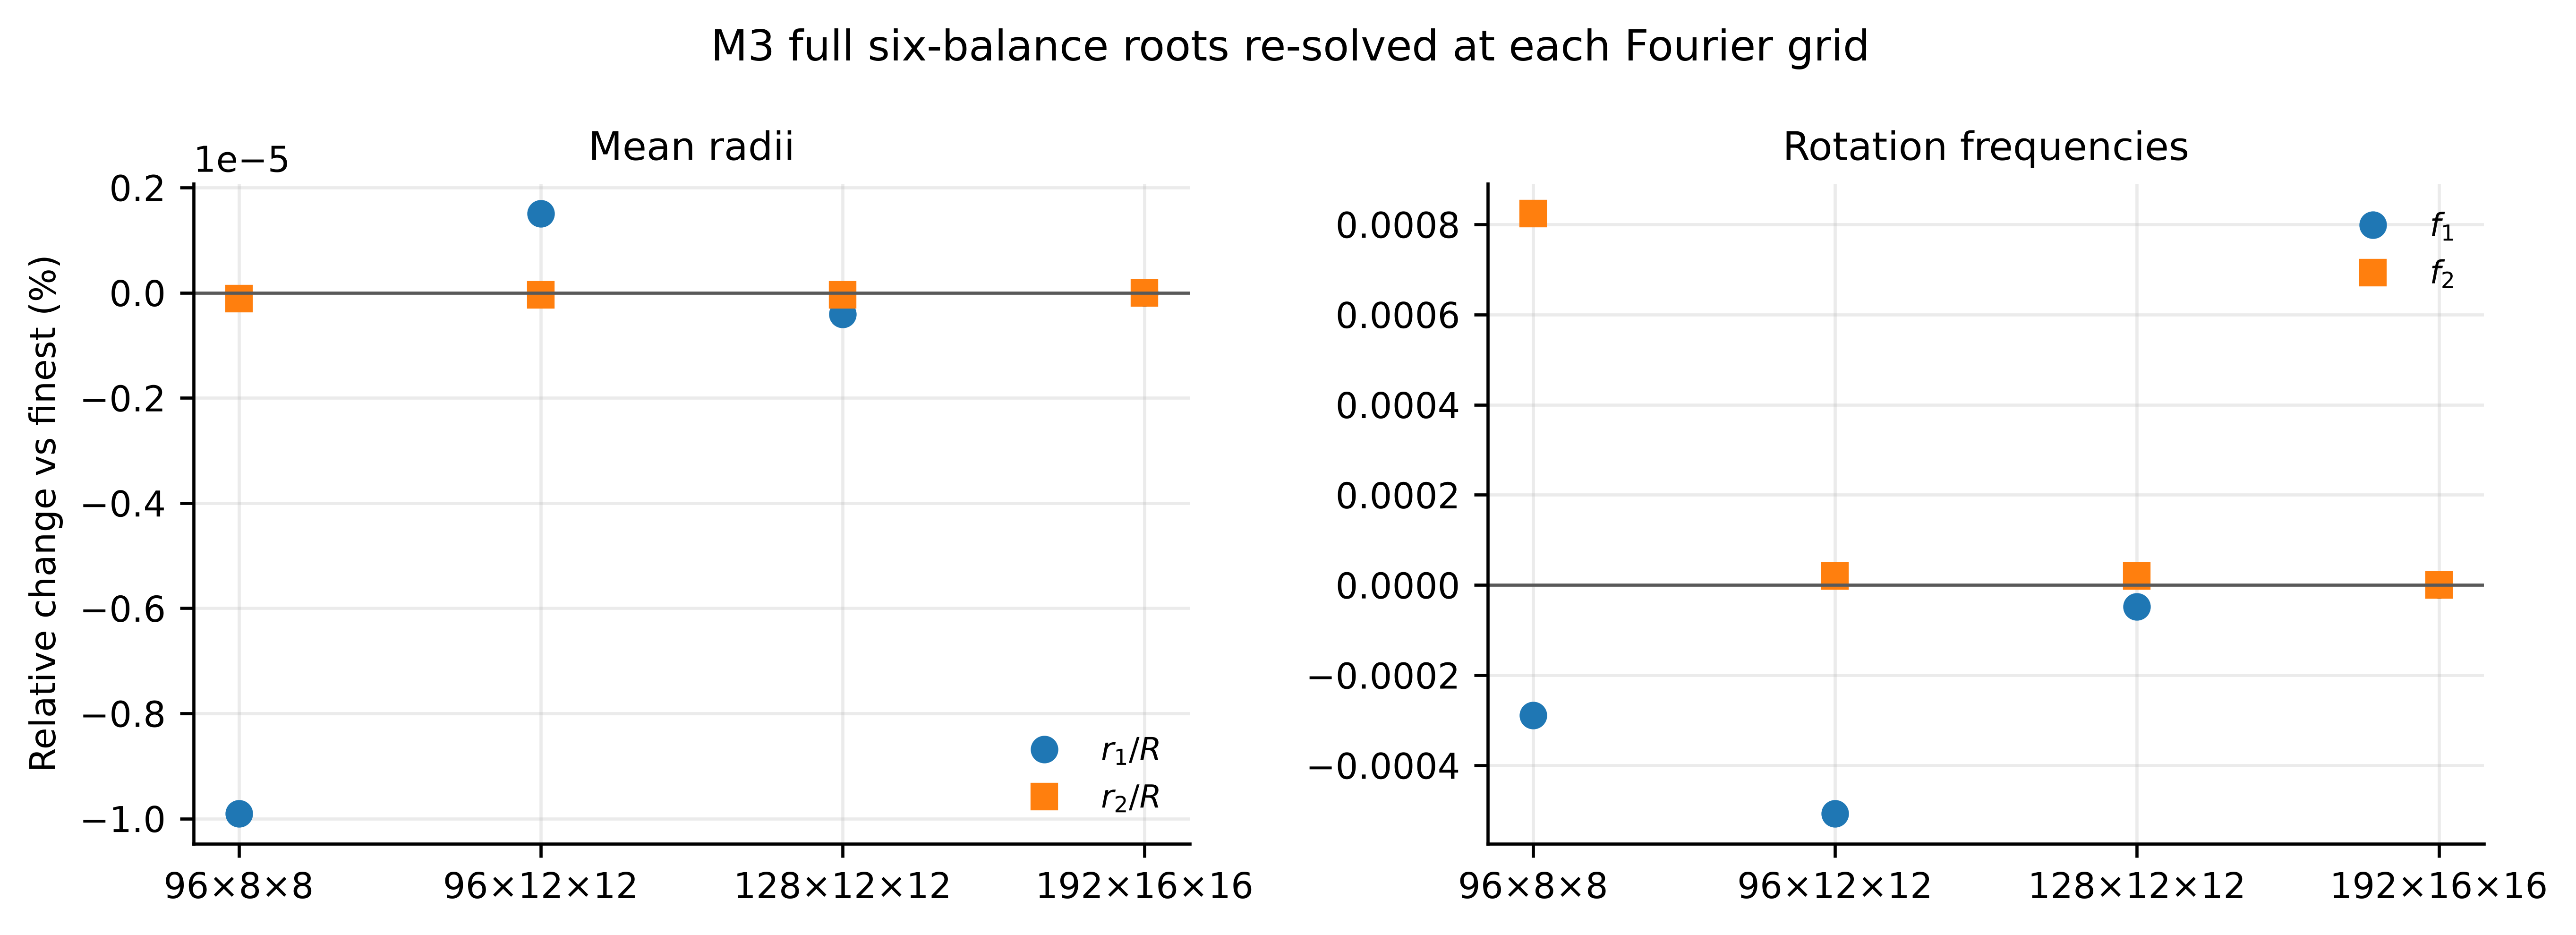 M3 full six-balance roots re-solved at each Fourier grid
Mean radii
1e−5
Relative change vs finest (%)
0.2
0.0
−0.2
−0.4
−0.6
−0.8
−1.0
r₁/R
r₂/R
96×8×8
96×12×12
128×12×12
192×16×16
Rotation frequencies
0.0008
0.0006
0.0004
0.0002
0.0000
−0.0002
−0.0004
f₁
f₂
96×8×8
96×12×12
128×12×12
192×16×16